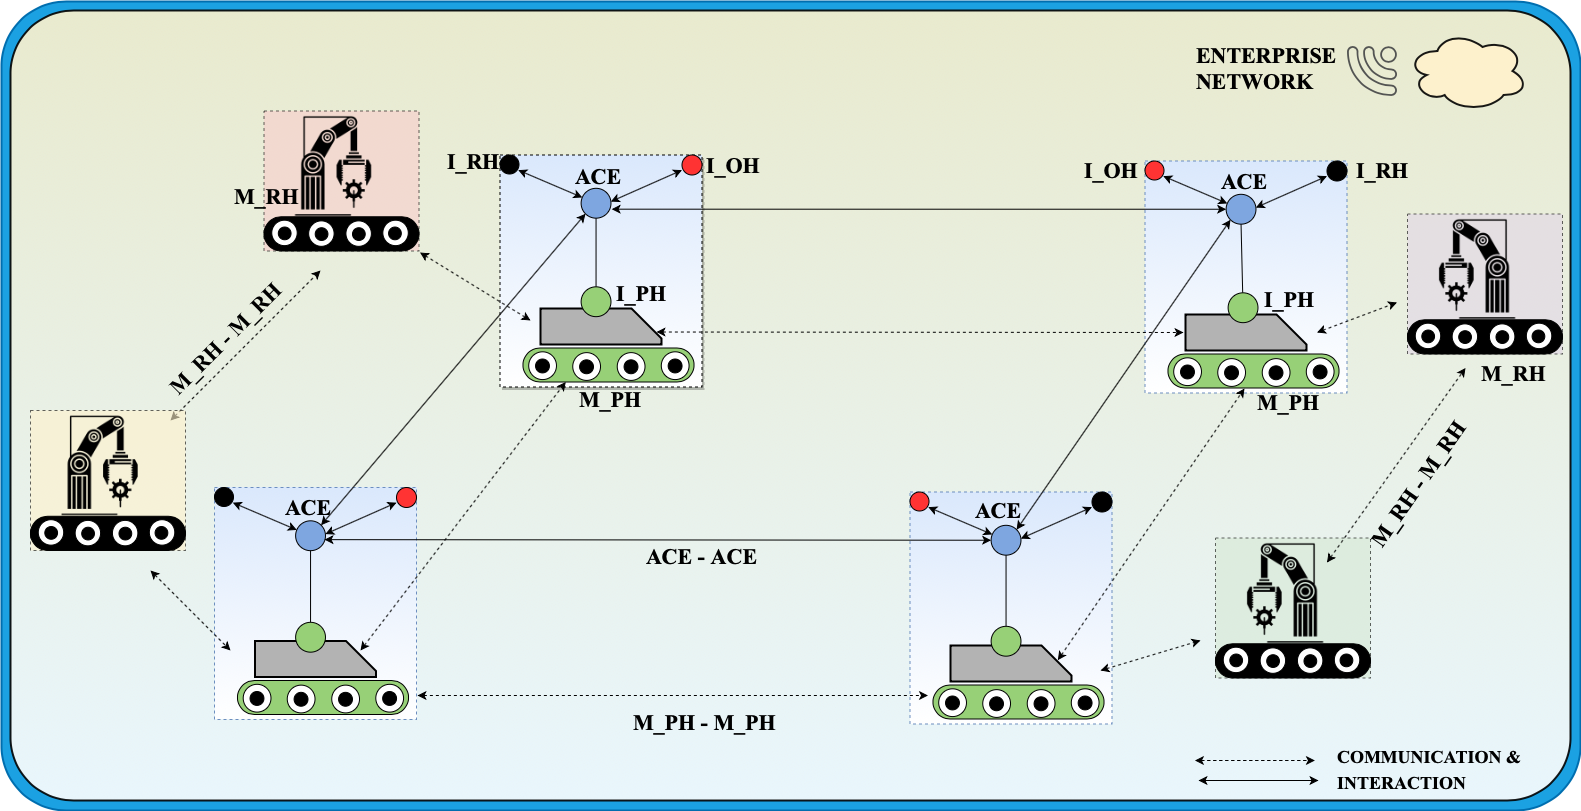 ENTERPRISE
NETWORK
I_RH
I_OH
ACE
I_OH
I_RH
ACE
M_RH
I_PH
I_PH
M_RH - M_RH
M_PH
M_RH
M_PH
M_RH - M_RH
ACE
ACE
ACE - ACE
M_PH - M_PH
COMMUNICATION &
INTERACTION